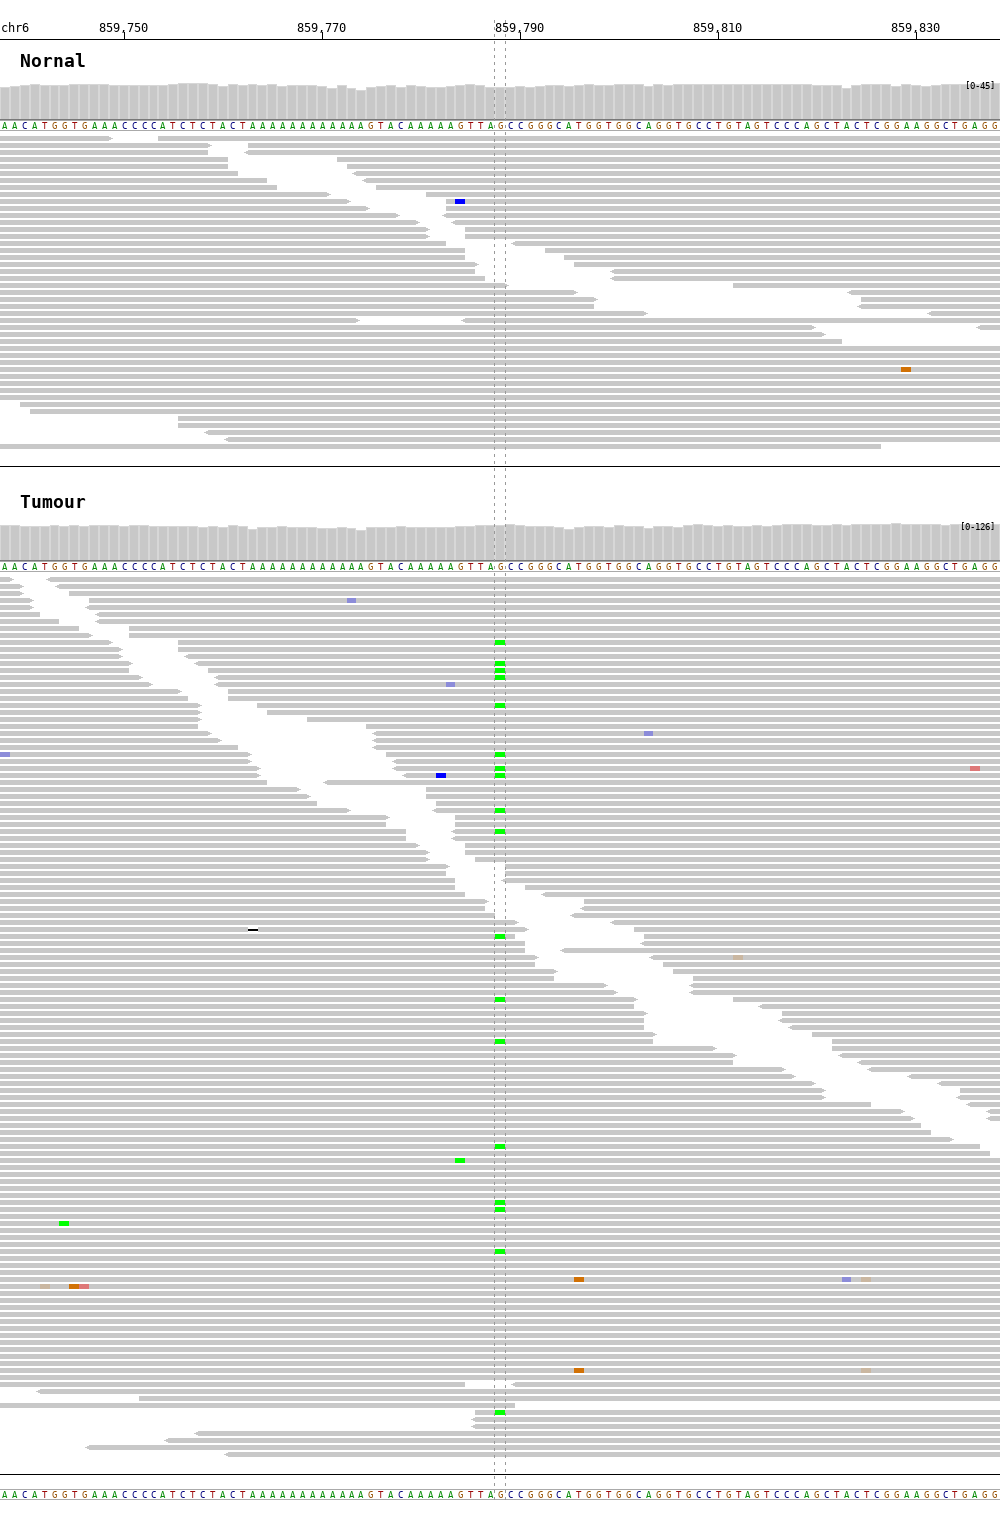 chr6 859,750 859,770 859,790 859,810 859,830
Nornal
[0-45]
AACATGGTGAAACCCCATCTCTACTAAAAAAAAAAAAGTACAAAAAGTTAGCCGGGCATGGTGGCAGGTGCCTGTAGTCCCAGCTACTCGGAAGGCTGAGG
Tumour
[0-126]
AACATGGTGAAACCCCATCTCTACTAAAAAAAAAAAAGTACAAAAAGTTAGCCGGGCATGGTGGCAGGTGCCTGTAGTCCCAGCTACTCGGAAGGCTGAGG
AACATGGTGAAACCCCATCTCTACTAAAAAAAAAAAAGTACAAAAAGTTAGCCGGGCATGGTGGCAGGTGCCTGTAGTCCCAGCTACTCGGAAGGCTGAGG